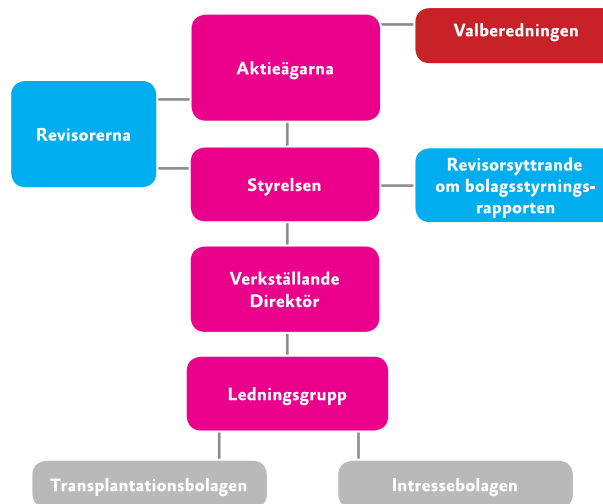 Valberedningen
Aktieägarna
Revisorerna
Styrelsen
Revisorsyttrande
om bolagsstyrnings-
rapporten
Verkställande
Direktör
Ledningsgrupp
Transplantationsbolagen
Intressebolagen